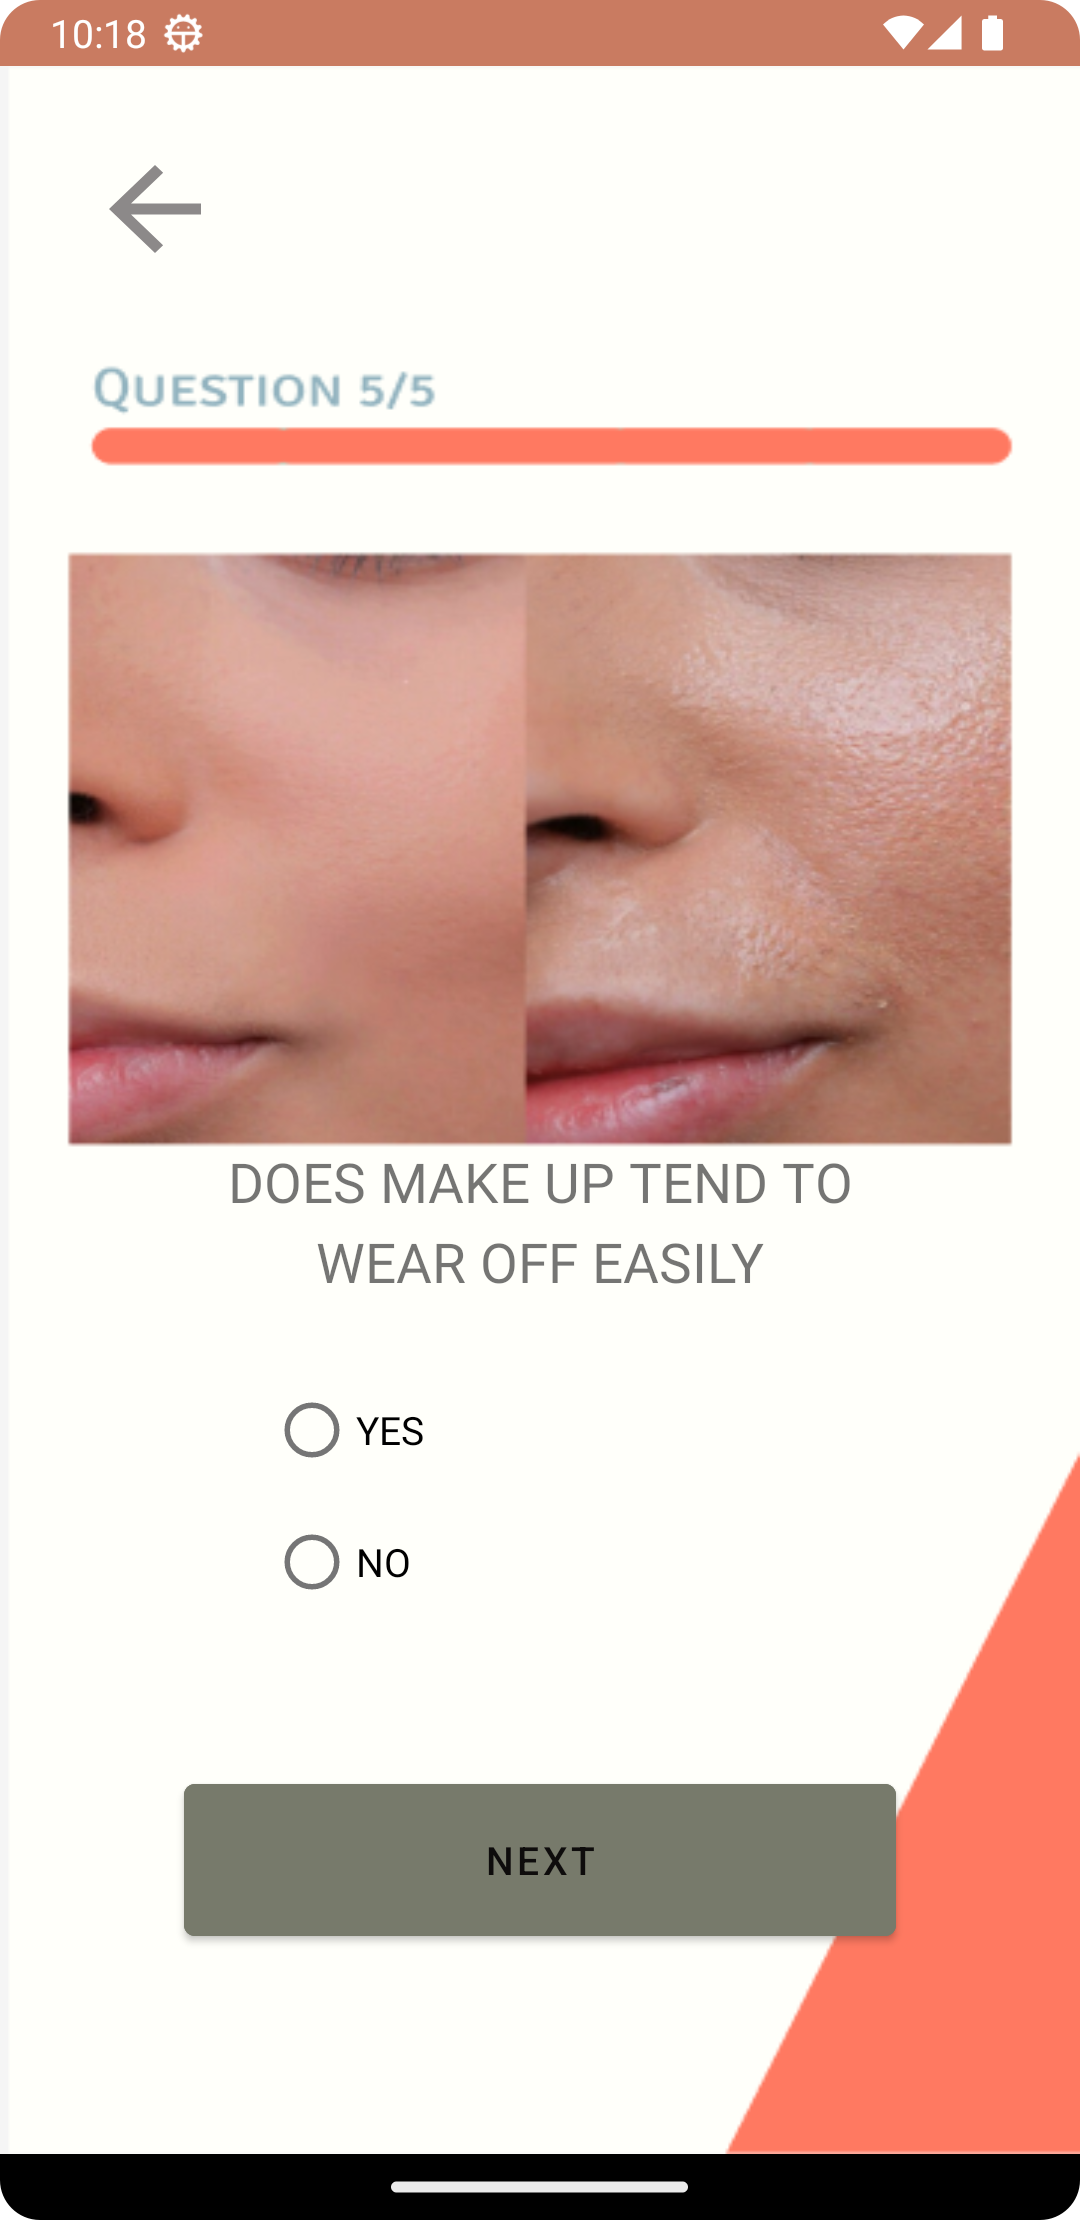 10:18
QUESTION 5/5
DOES MAKE UP TEND TO
WEAR OFF EASILY
YES
NO
NEXT